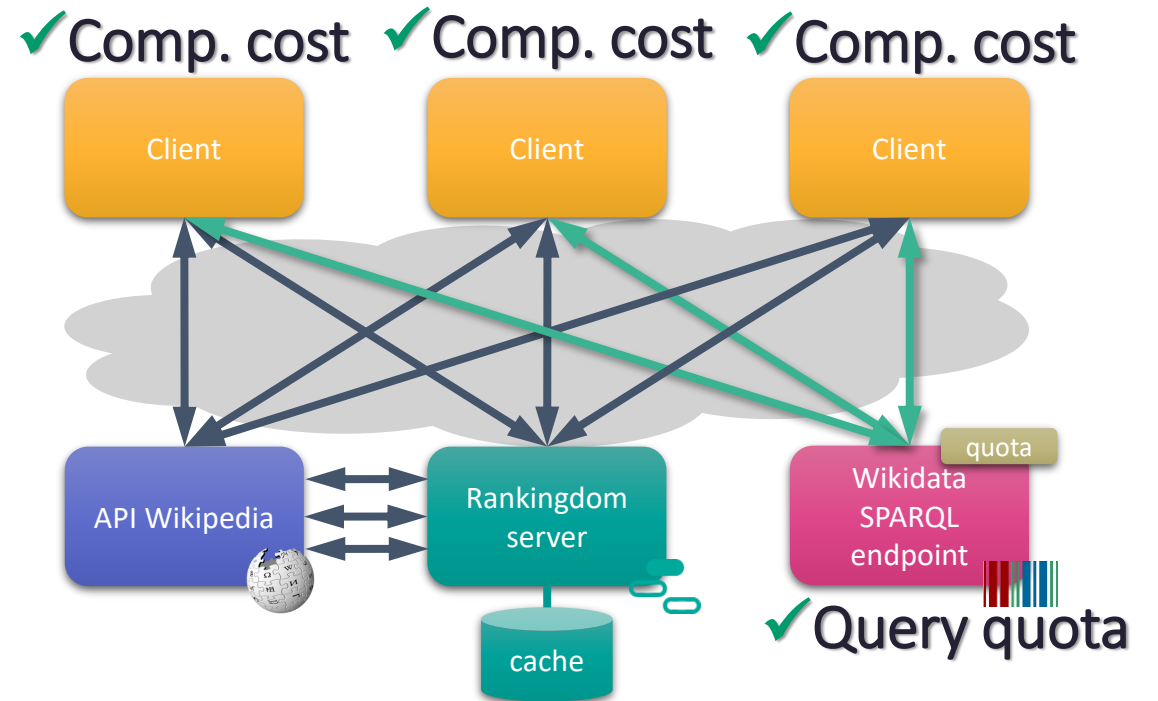 ✓Comp. cost ✓Comp. cost ✓Comp. cost
Client Client Client
quota
API Wikipedia
Rankingdom
server
Wikidata
SPARQL
endpoint
cache
✓Query quota